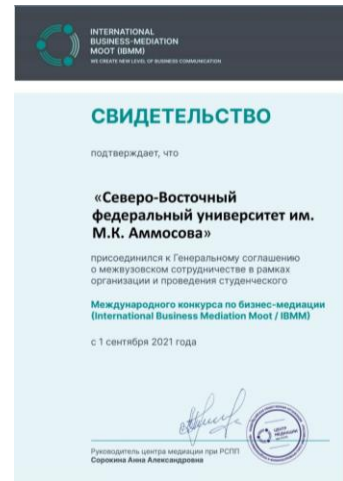 INTERNATIONAL
BUSINESS-MEDIATION
MOOT (IBMM)
WE CREATE NEW LEVEL OF BUSINESS COMMUNICATION
СВИДЕТЕЛЬСТВО
подтверждает, что
«Северо-Восточный
федеральный университет им.
М.К. Аммосова»
присоединился к Генеральному соглашению
о межвузовском сотрудничестве в рамках
организации и проведения студенческого
Международного конкурса по бизнес-медиации
(International Business Mediation Moot / IBMM)
с 1 сентября 2021 года
ЦЕНТР
МЕДИАЦИИ
Руководитель центра медиации при РСПП
Сорокина Анна Александровна